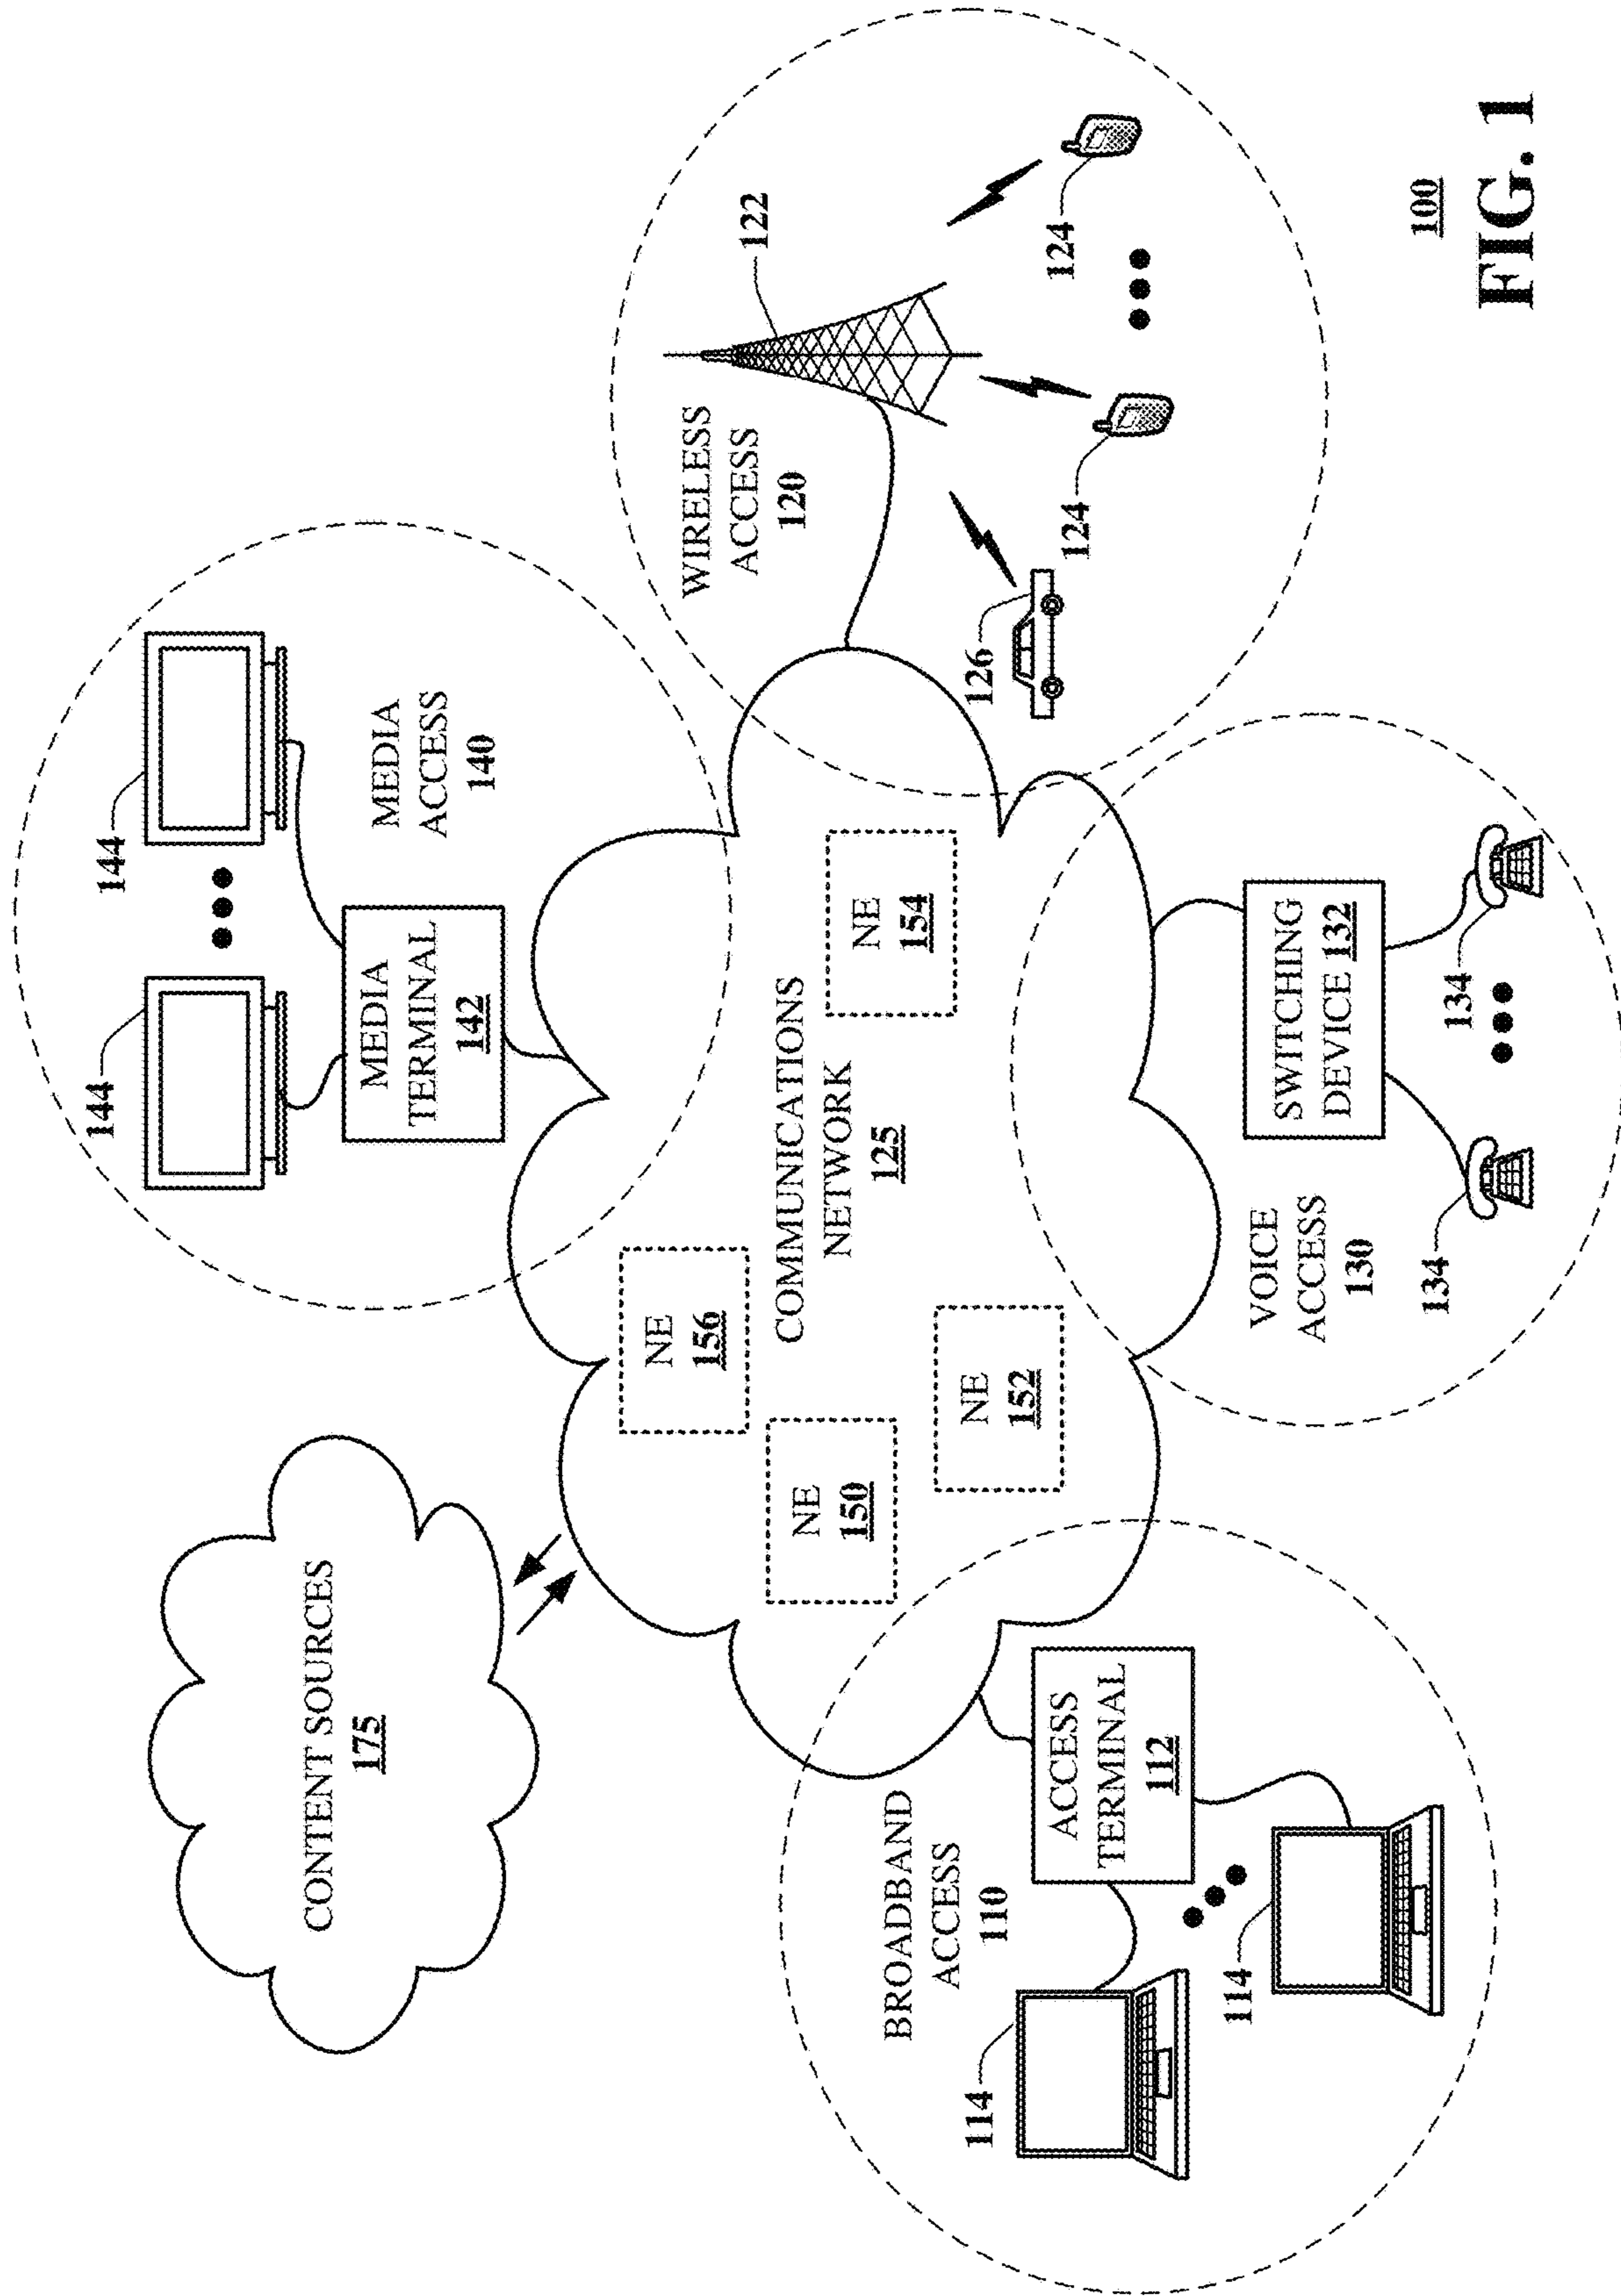 CONTENT SOURCES
175
144
144
MEDIA
TERMINAL
142
MEDIA
ACCESS
140
NE
156
NE
150
NE
152
COMMUNICATIONS
NETWORK
125
NE
154
WIRELESS
ACCESS
120
122
126
124
124
BROADBAND
ACCESS
110
ACCESS
TERMINAL
112
114
114
VOICE
ACCESS
130
SWITCHING
DEVICE 132
134
134
100
FIG. 1